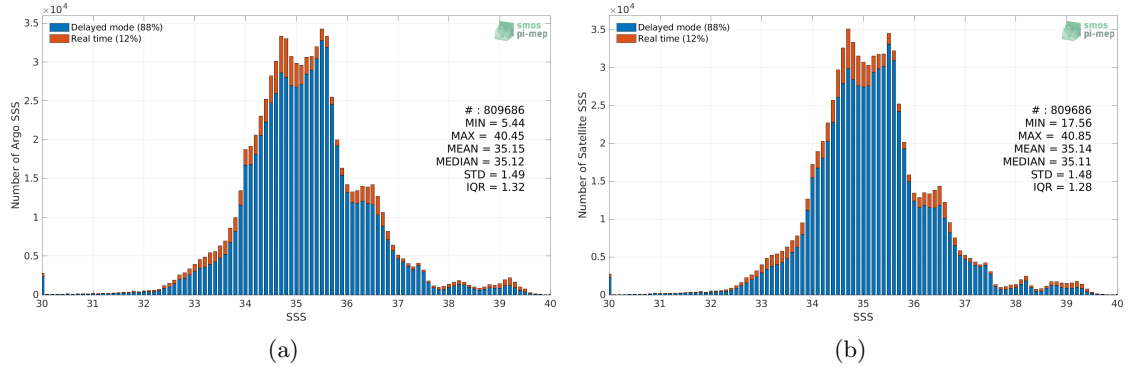 ×10⁴
Delayed mode (88%)
Real time (12%)
smos
pi-mep
# : 809686
MIN = 5.44
MAX = 40.45
MEAN = 35.15
MEDIAN = 35.12
STD = 1.49
IQR = 1.32
Number of Argo SSS
3.5
3
2.5
2
1.5
1
0.5
0
30 31 32 33 34 35 36 37 38 39 40
SSS
(a)
×10⁴
Delayed mode (88%)
Real time (12%)
smos
pi-mep
# : 809686
MIN = 17.56
MAX = 40.85
MEAN = 35.14
MEDIAN = 35.11
STD = 1.48
IQR = 1.28
Number of Satellite SSS
3.5
3
2.5
2
1.5
1
0.5
0
30 31 32 33 34 35 36 37 38 39 40
SSS
(b)